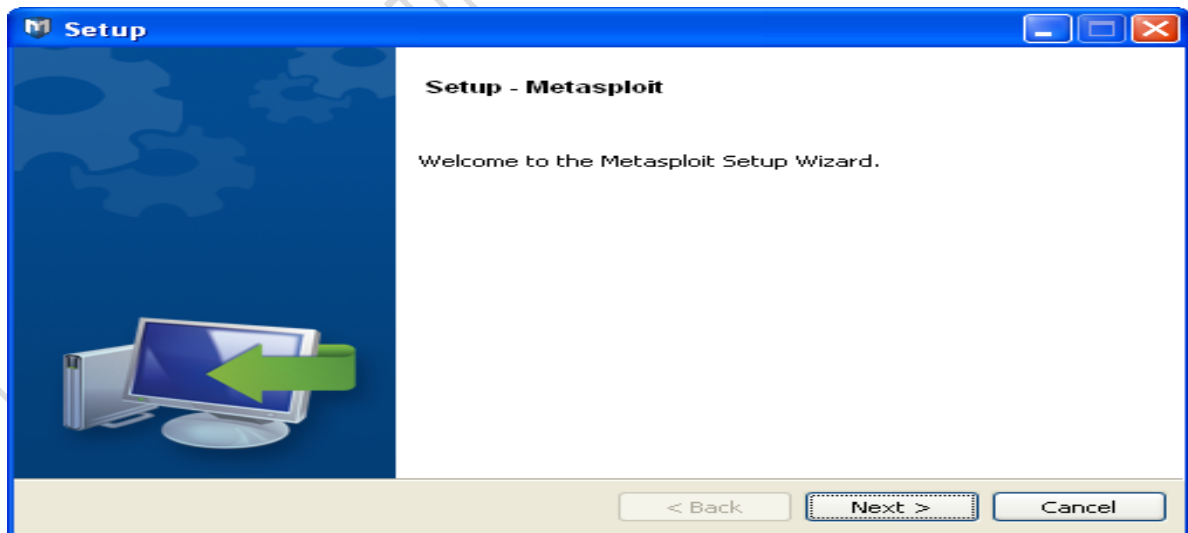 Setup
Setup - Metasploit
Welcome to the Metasploit Setup Wizard.
< Back Next > Cancel